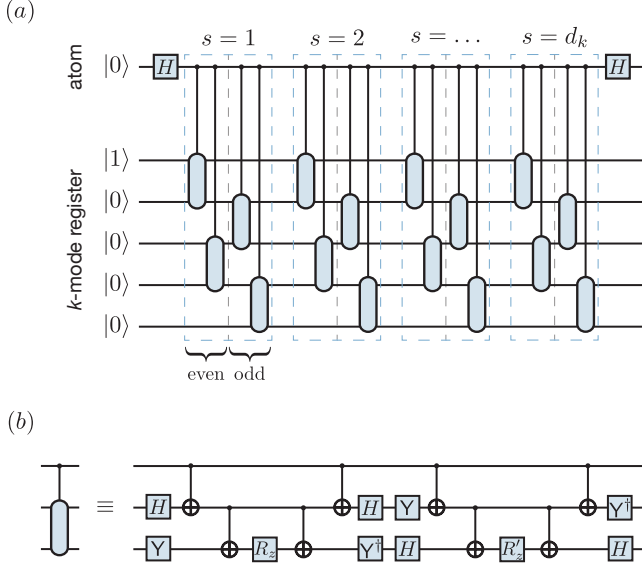 (a)
s = 1 s = 2 s = ... s = d_k
atom |0⟩ H H
k-mode register
|1⟩
|0⟩
|0⟩
|0⟩
|0⟩
even odd
(b)
≡
H H Y Y†
Y R_z Y† H R′_z H